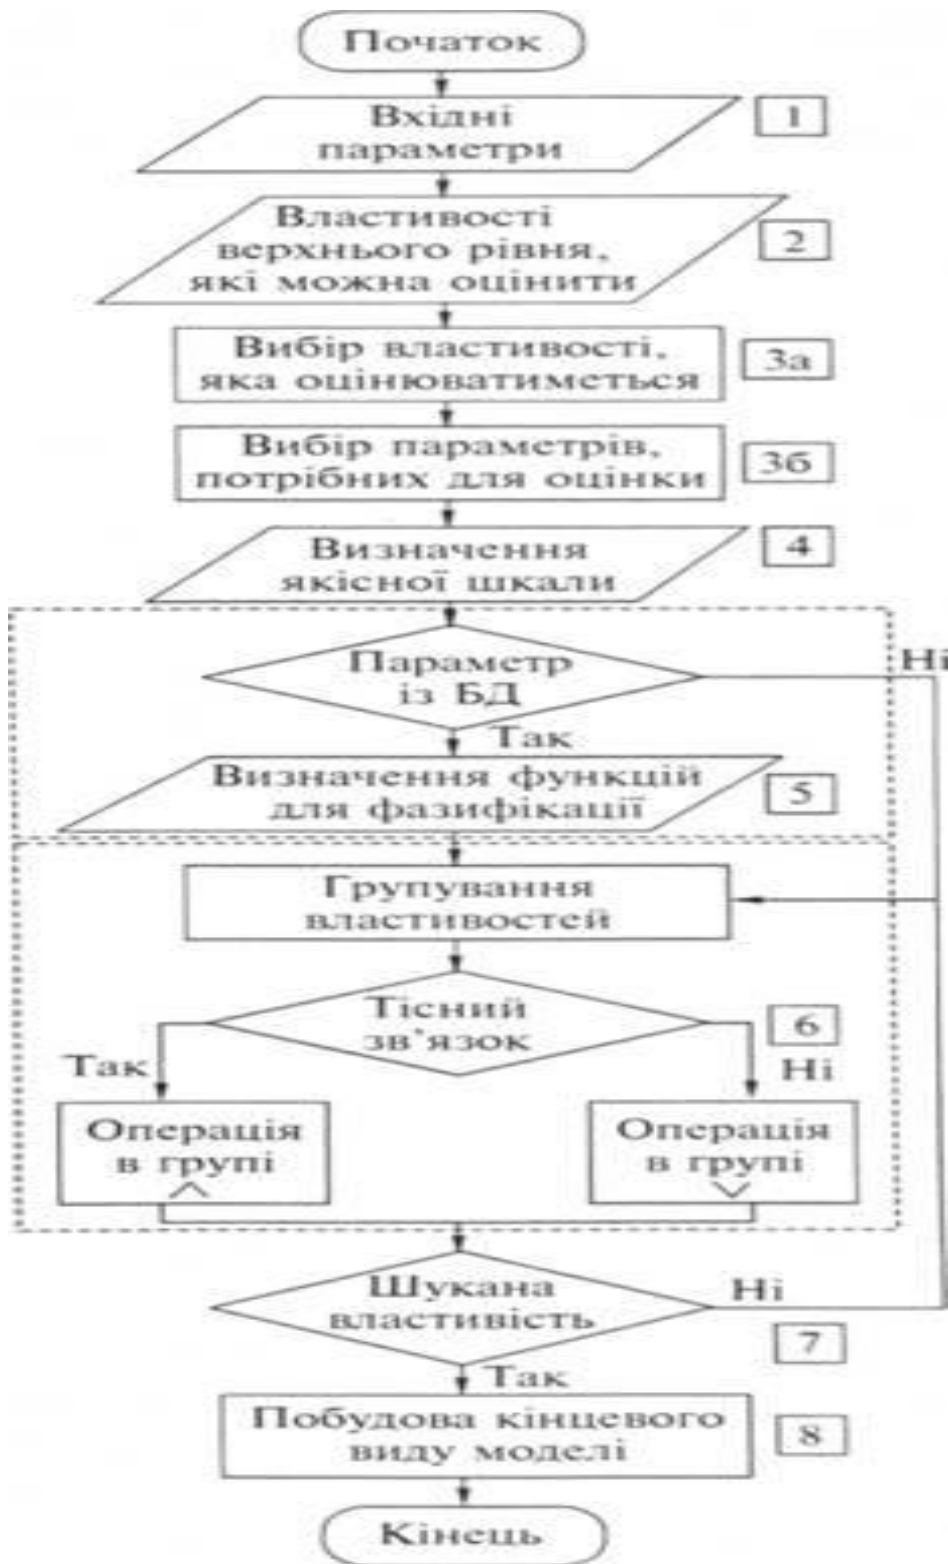 Початок
Вхідні
параметри
1
Властивості
верхнього рівня,
які можна оцінити
2
Вибір властивості,
яка оцінюватиметься
3а
Вибір параметрів,
потрібних для оцінки
3б
Визначення
якісної шкали
4
Параметр
із БД
Ні
Так
Визначення функцій
для фазифікації
5
Групування
властивостей
Тісний
зв'язок
6
Так
Ні
Операція
в групі
∧
Операція
в групі
∨
Шукана
властивість
Ні
7
Так
Побудова кінцевого
виду моделі
8
Кінець